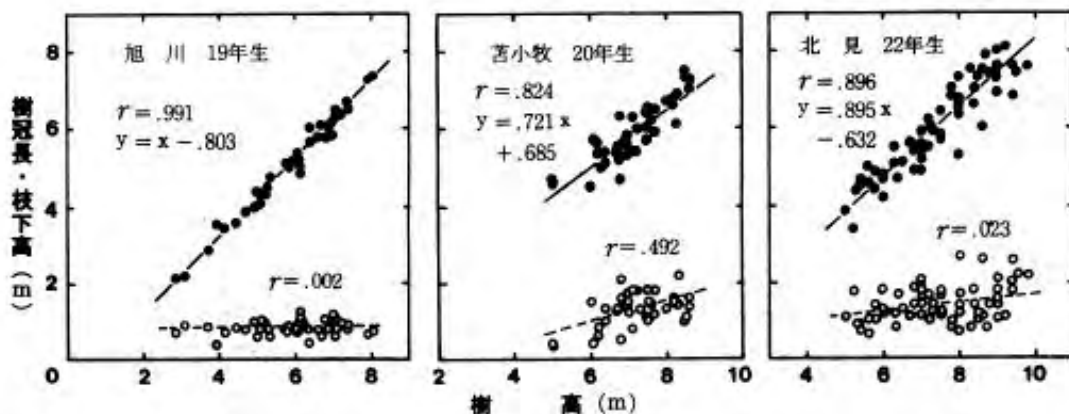 旭川 19年生
r=.991
y=x-.803
r=.002
苫小牧 20年生
r=.824
y=.721x
+.685
r=.492
北見 22年生
r=.896
y=.895x
-.632
r=.023
樹冠長・枝下高(m)
8
6
4
2
0
2 4 6 8
2 4 6 8 10
4 6 8 10
樹高(m)